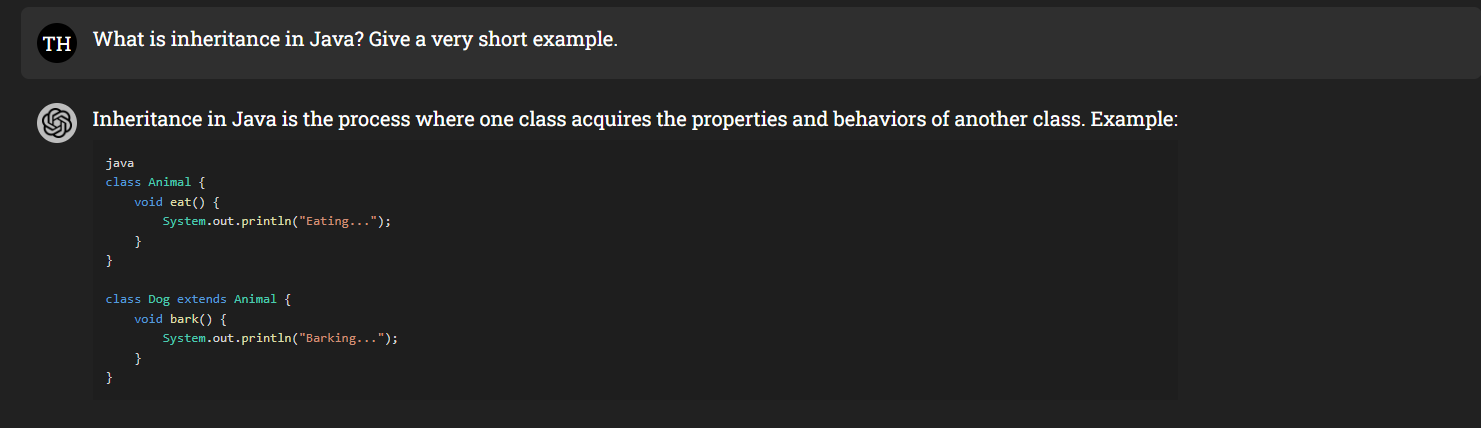 TH What is inheritance in Java? Give a very short example.
Inheritance in Java is the process where one class acquires the properties and behaviors of another class. Example:
java
class Animal {
    void eat() {
        System.out.println("Eating...");
    }
}

class Dog extends Animal {
    void bark() {
        System.out.println("Barking...");
    }
}